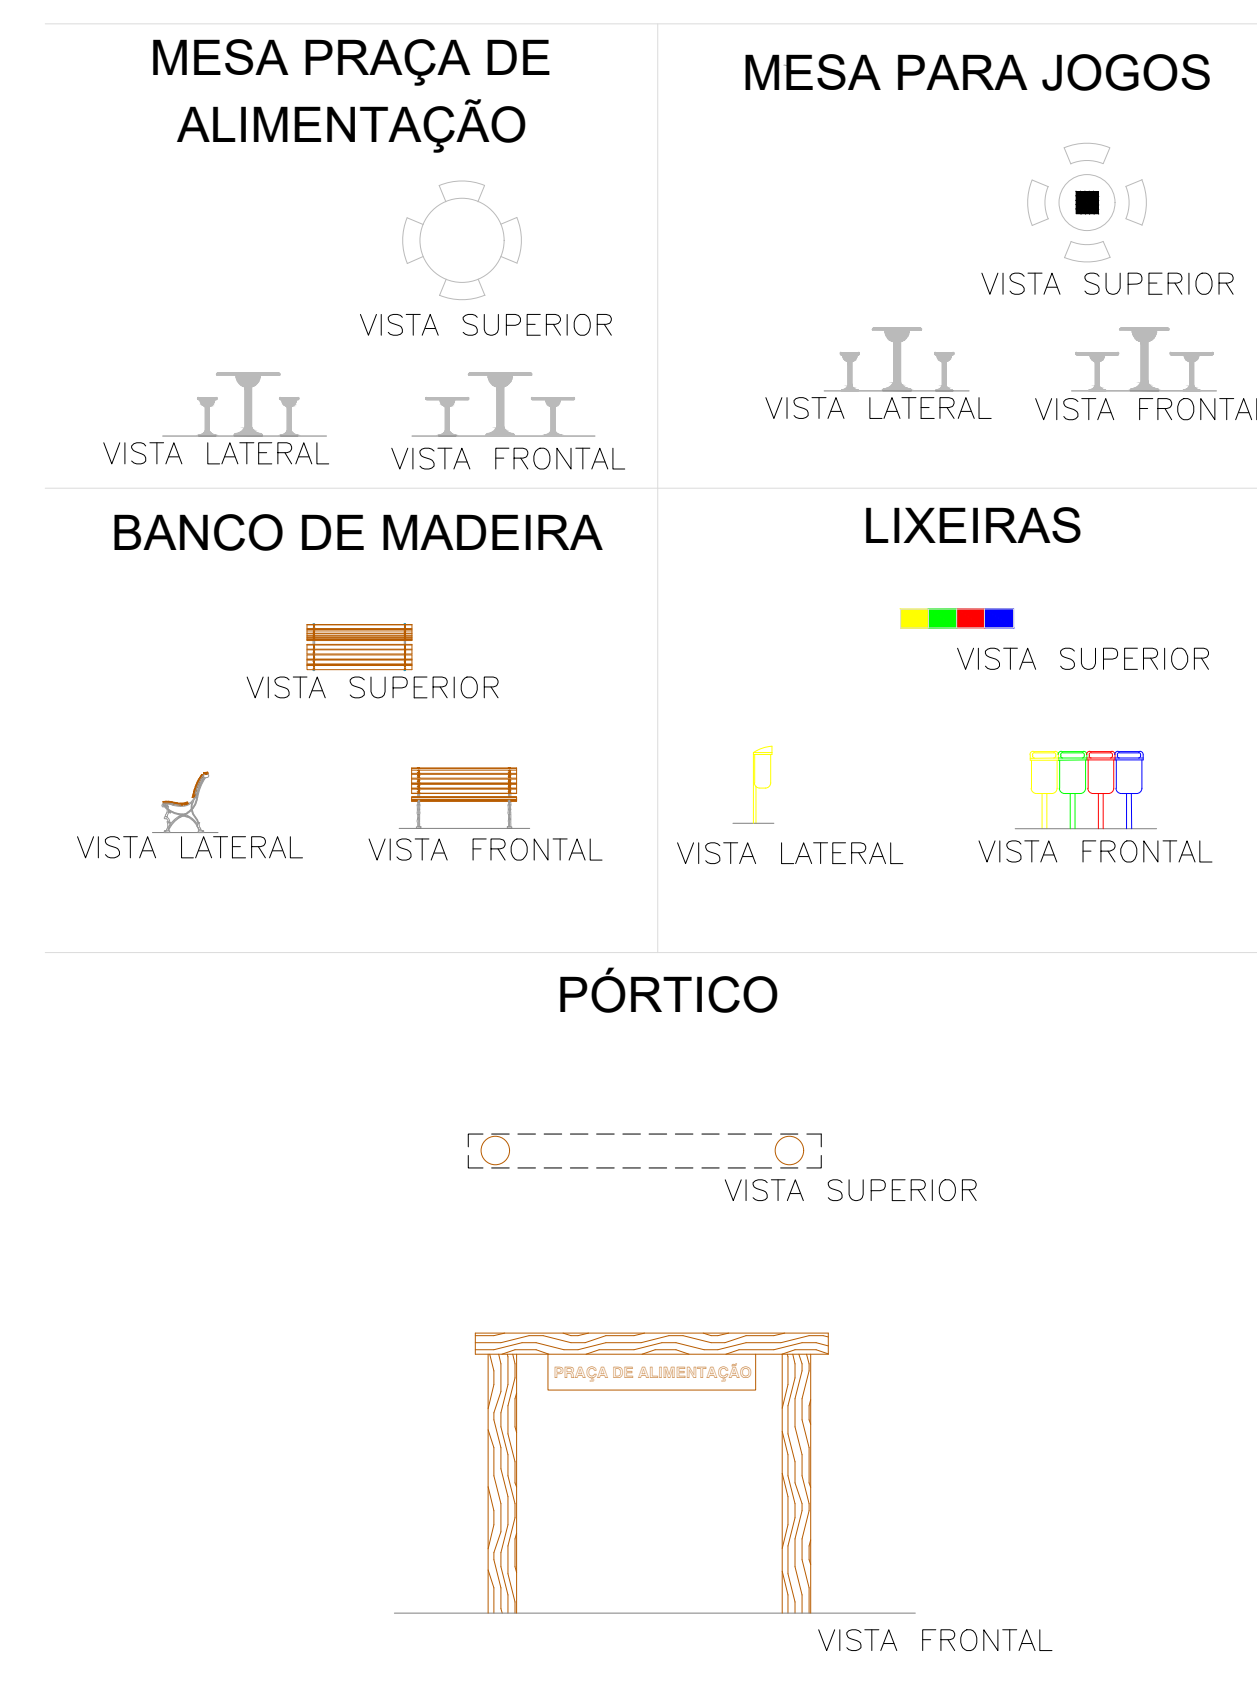 MESA PRAÇA DE
ALIMENTAÇÃO
VISTA SUPERIOR
VISTA LATERAL
VISTA FRONTAL
MESA PARA JOGOS
VISTA SUPERIOR
VISTA LATERAL
VISTA FRONTAL
BANCO DE MADEIRA
VISTA SUPERIOR
VISTA LATERAL
VISTA FRONTAL
LIXEIRAS
VISTA SUPERIOR
VISTA LATERAL
VISTA FRONTAL
PÓRTICO
VISTA SUPERIOR
PRAÇA DE ALIMENTAÇÃO
VISTA FRONTAL